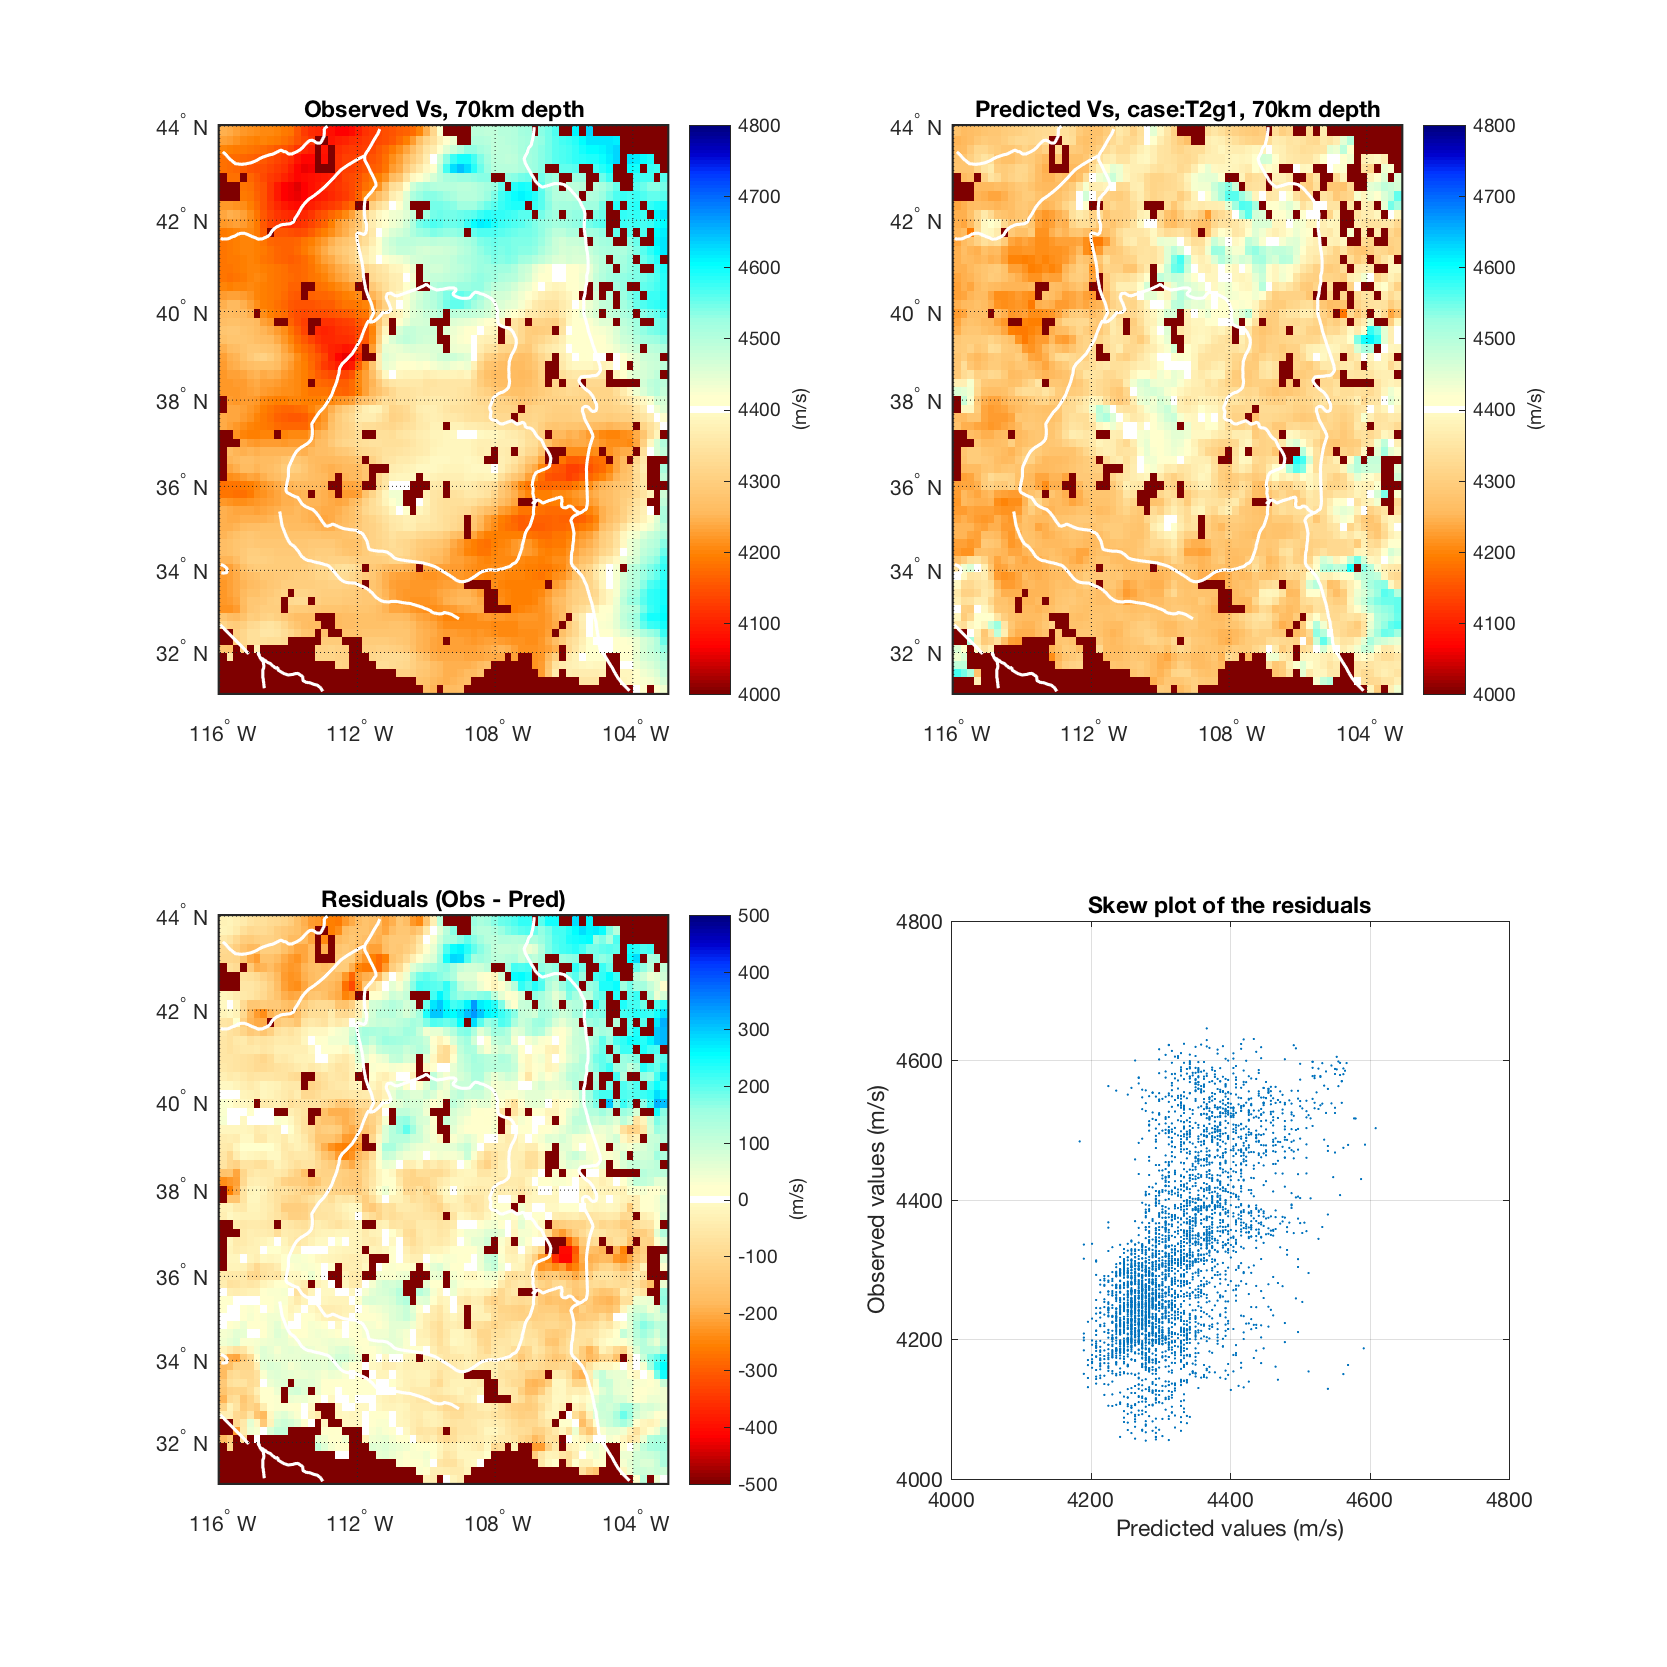 Observed Vs, 70km depth
44° N
42° N
40° N
38° N
36° N
34° N
32° N
116° W
112° W
108° W
104° W
4800
4700
4600
4500
4400
4300
4200
4100
4000
(m/s)
Predicted Vs, case:T2g1, 70km depth
44° N
42° N
40° N
38° N
36° N
34° N
32° N
116° W
112° W
108° W
104° W
4800
4700
4600
4500
4400
4300
4200
4100
4000
(m/s)
Residuals (Obs - Pred)
44° N
42° N
40° N
38° N
36° N
34° N
32° N
116° W
112° W
108° W
104° W
500
400
300
200
100
0
-100
-200
-300
-400
-500
(m/s)
Skew plot of the residuals
4800
4600
4400
4200
4000
Observed values (m/s)
4000
4200
4400
4600
4800
Predicted values (m/s)